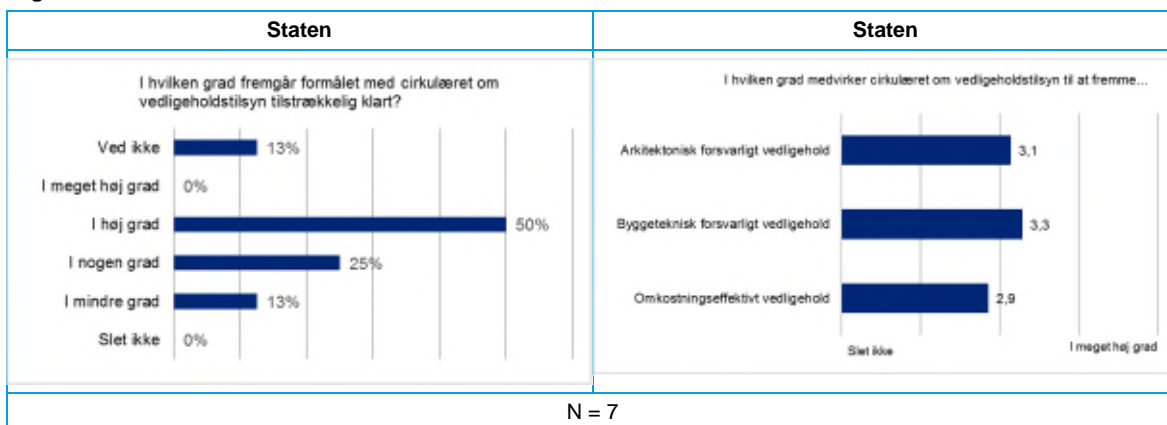 Staten
Staten
I hvilken grad fremgår formålet med cirkulæret om
vedligeholdstilsyn tilstrækkelig klart?
Ved ikke 13%
I meget høj grad 0%
I høj grad 50%
I nogen grad 25%
I mindre grad 13%
Slet ikke 0%
I hvilken grad medvirker cirkulæret om vedligeholdstilsyn til at fremme...
Arkitektonisk forsvarligt vedligehold 3,1
Byggeteknisk forsvarligt vedligehold 3,3
Omkostningseffektivt vedligehold 2,9
Slet ikke I meget høj grad
N = 7